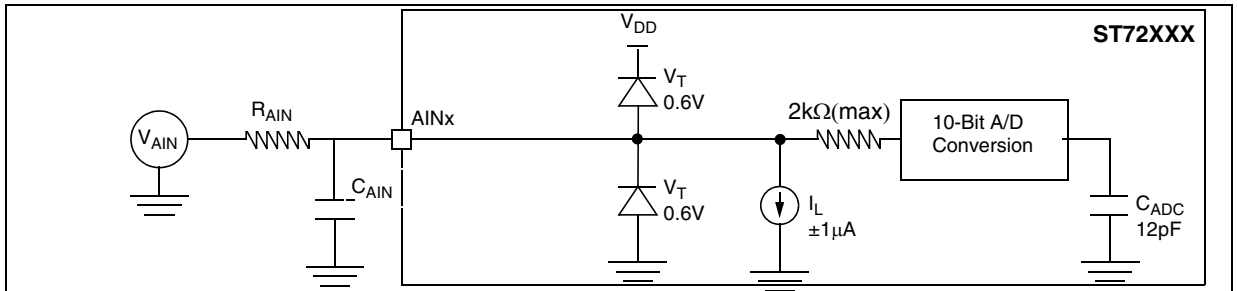 ST72XXX
V_DD
V_T
0.6V
R_AIN
AINx
2kΩ(max)
10-Bit A/D
Conversion
V_AIN
C_AIN
V_T
0.6V
I_L
±1μA
C_ADC
12pF